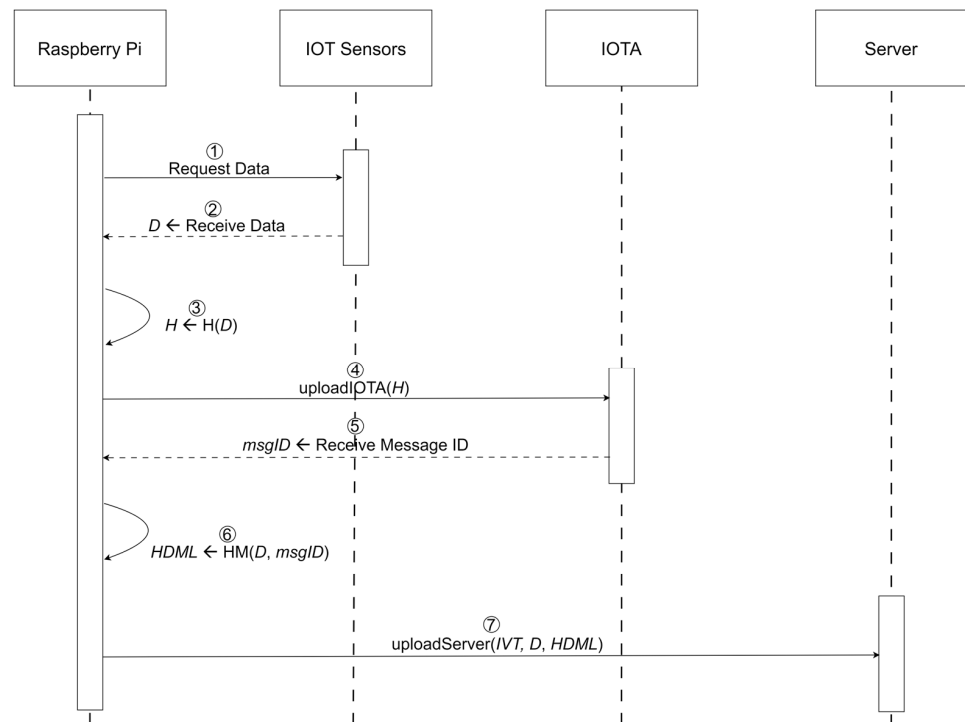 Raspberry Pi
IOT Sensors
IOTA
Server
①
Request Data
②
D ← Receive Data
③
H ← H(D)
④
uploadIOTA(H)
⑤
msgID ← Receive Message ID
⑥
HDML ← HM(D, msgID)
⑦
uploadServer(IVT, D, HDML)